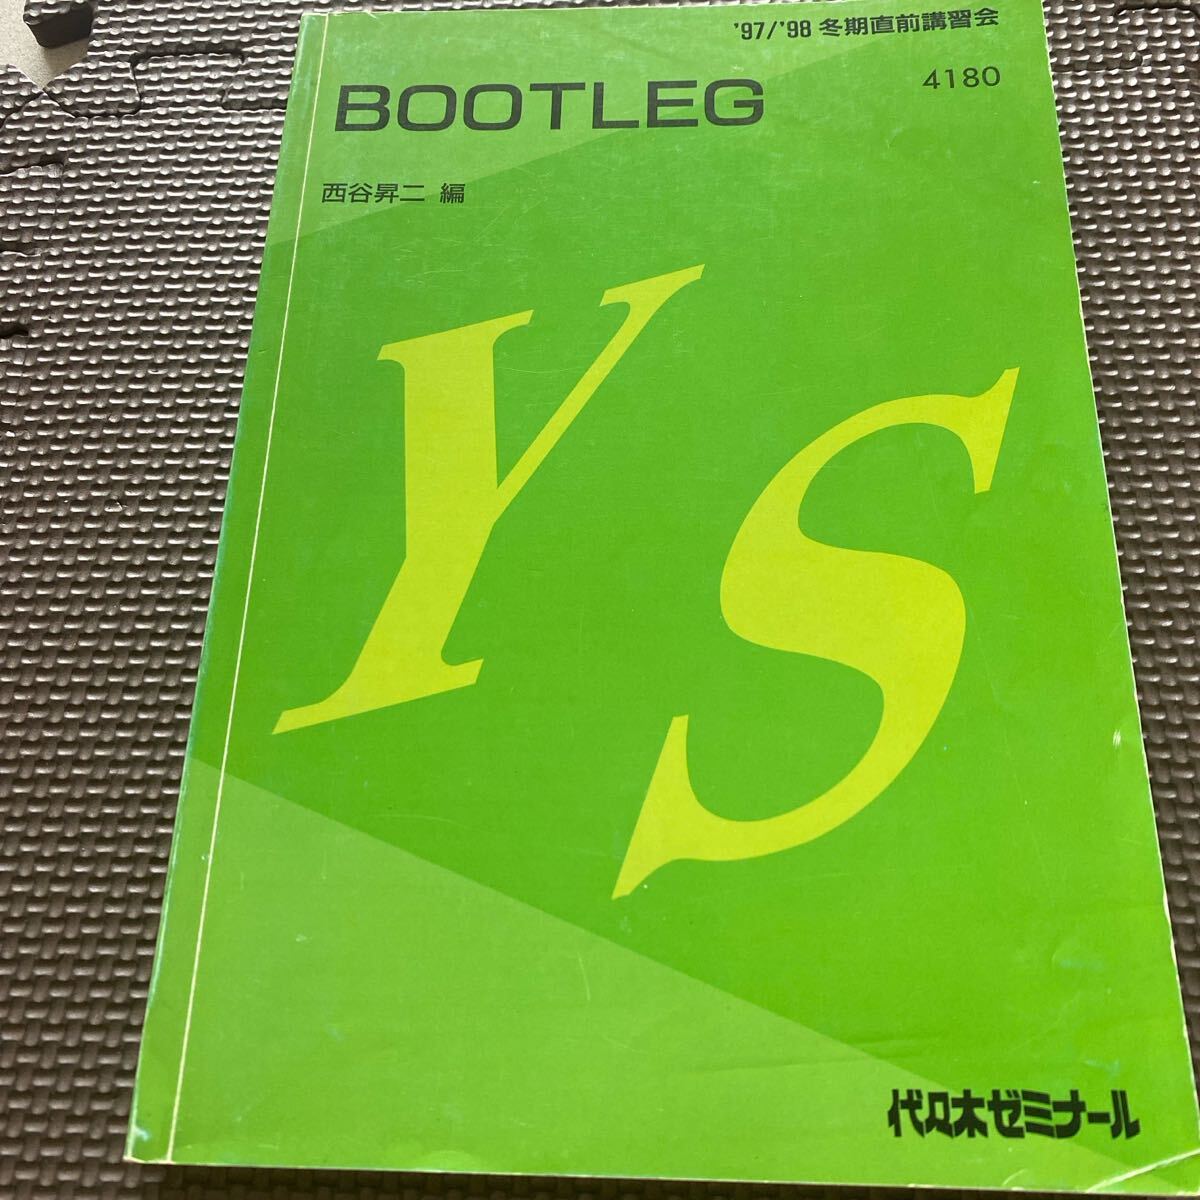 '97/'98 冬期直前講習会
BOOTLEG
4180
西谷昇二 編
YS
代々木ゼミナール